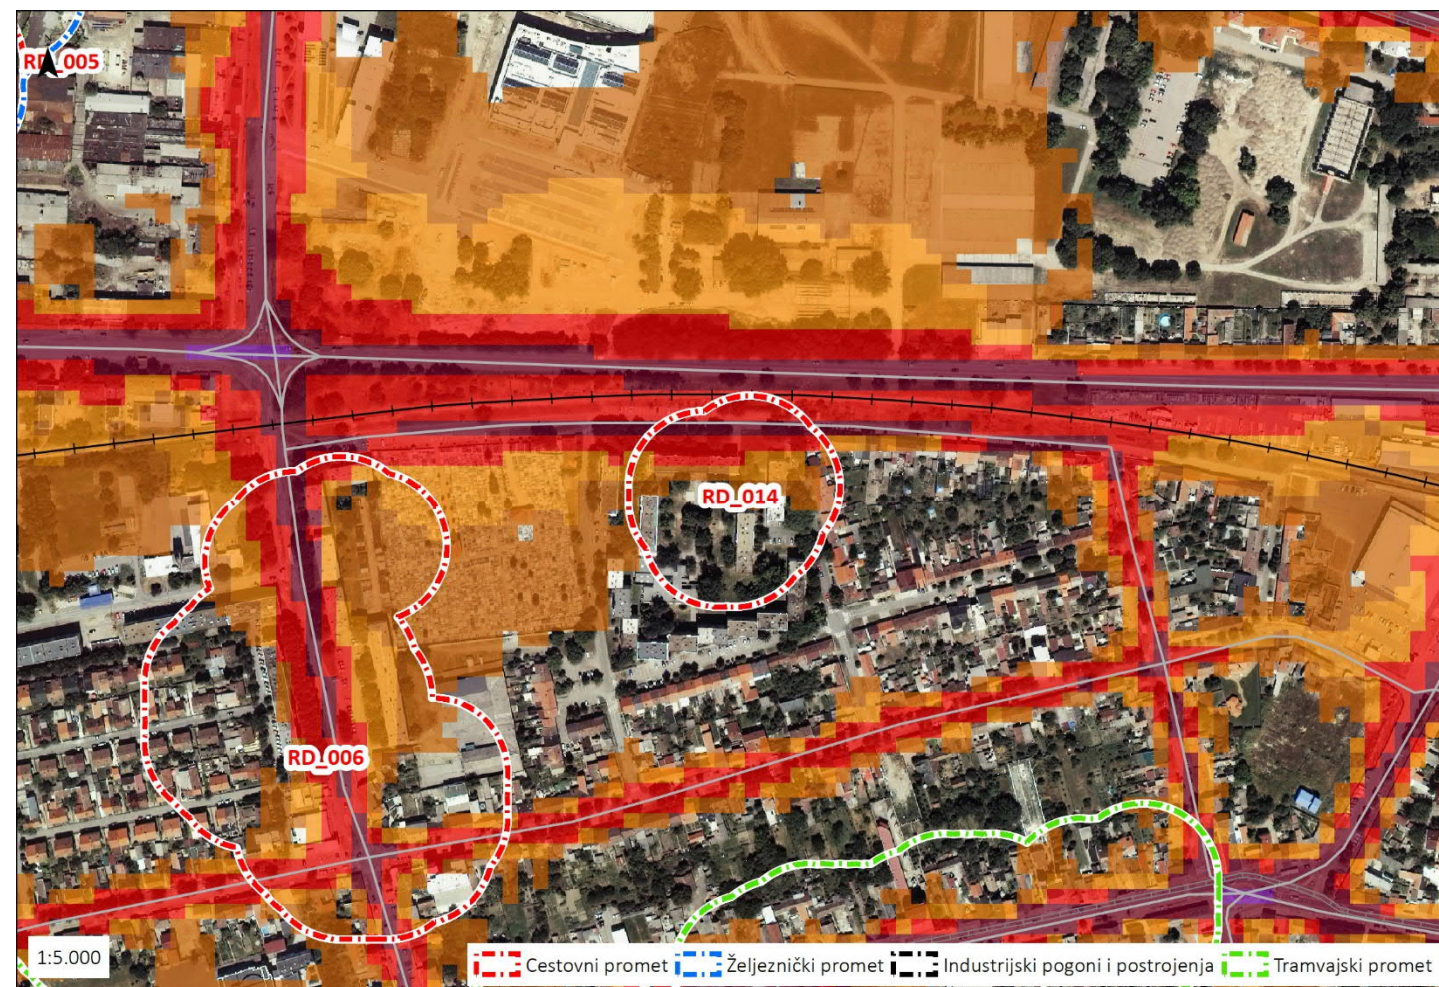 RD_005
RD_014
RD_006
1:5.000
Cestovni promet
Željeznički promet
Industrijski pogoni i postrojenja
Tramvajski promet